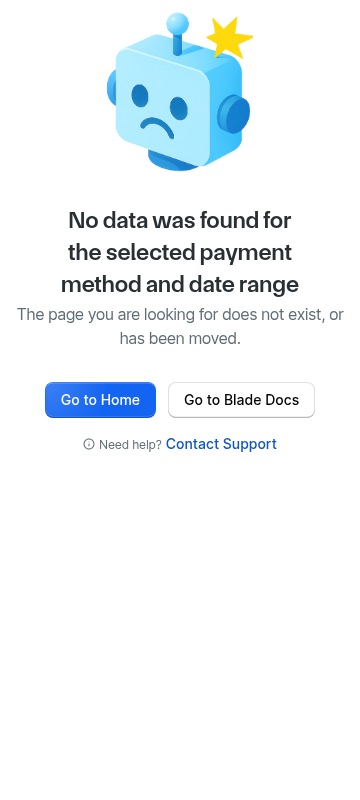 No data was found for
the selected payment
method and date range
The page you are looking for does not exist, or
has been moved.
Go to Home
Go to Blade Docs
Need help? Contact Support